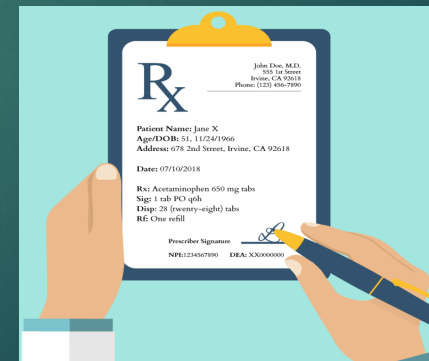 Rx
John Doe, M.D.
555 1st Street
Irvine, CA 92618
Phone: (123) 456-7890
Patient Name: Jane X
Age/DOB: 51, 11/24/1966
Address: 678 2nd Street, Irvine, CA 92618
Date: 07/10/2018
Rx: Acetaminophen 650 mg tabs
Sig: 1 tab PO q6h
Disp: 28 (twenty-eight) tabs
Rf: One refill
Prescriber Signature
NPI:1234567890 DEA: XX0000000